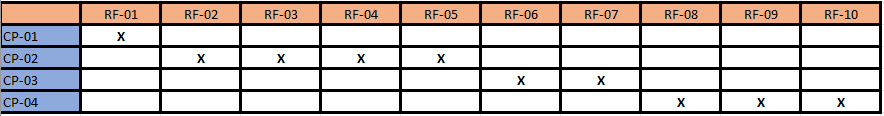 RF-01 RF-02 RF-03 RF-04 RF-05 RF-06 RF-07 RF-08 RF-09 RF-10
CP-01 X
CP-02 X X X X
CP-03 X X
CP-04 X X X